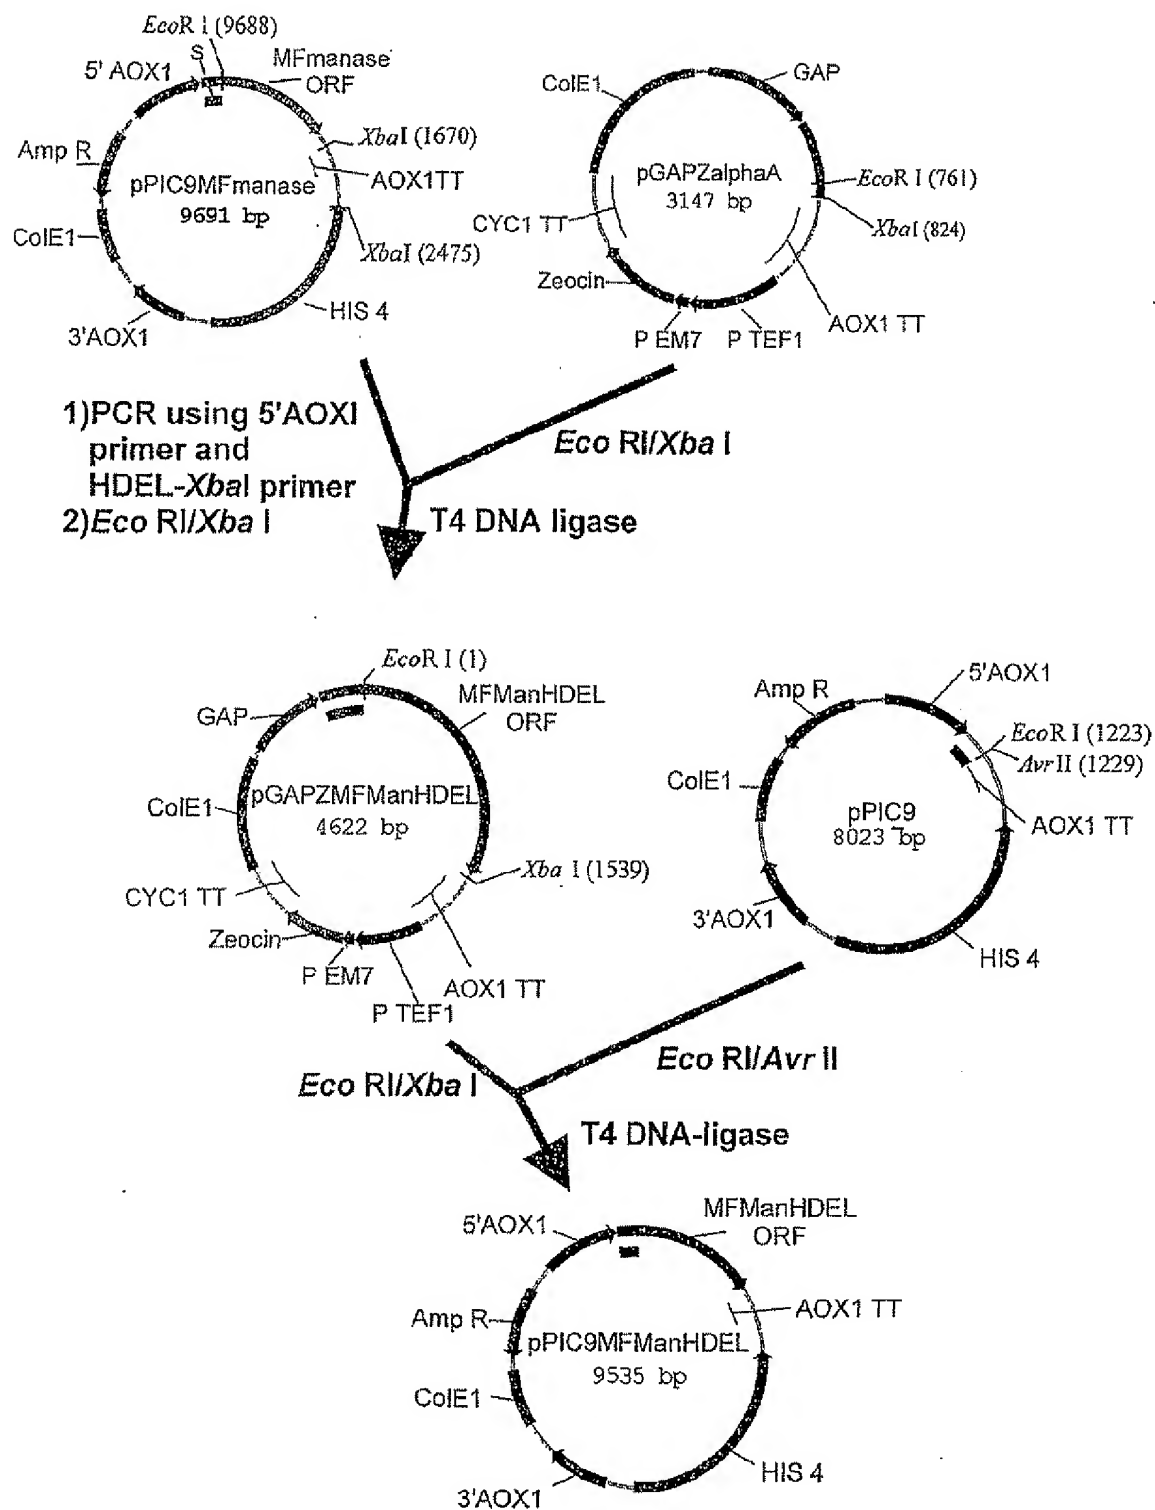 EcoR I (9688)
S
MFmanase
ORF
5' AOX1
XbaI (1670)
Amp R
pPIC9MFmanase
9691 bp
AOX1TT
ColE1
XbaI (2475)
HIS 4
3'AOX1
ColE1
GAP
pGAPZalphaA
3147 bp
EcoR I (761)
XbaI (824)
CYC1 TT
Zeocin
AOX1 TT
P EM7
P TEF1
1)PCR using 5'AOXI
primer and
HDEL-XbaI primer
2)Eco RI/Xba I
Eco RI/Xba I
T4 DNA ligase
EcoR I (1)
MFManHDEL
ORF
GAP
ColE1
pGAPZMFManHDEL
4622 bp
Xba I (1539)
CYC1 TT
Zeocin
P EM7
AOX1 TT
P TEF1
5'AOX1
Amp R
EcoR I (1223)
Avr II (1229)
ColE1
pPIC9
8023 bp
AOX1 TT
3'AOX1
HIS 4
Eco RI/Xba I
Eco RI/Avr II
T4 DNA-ligase
5'AOX1
MFManHDEL
ORF
AOX1 TT
Amp R
pPIC9MFManHDEL
9535 bp
ColE1
HIS 4
3'AOX1